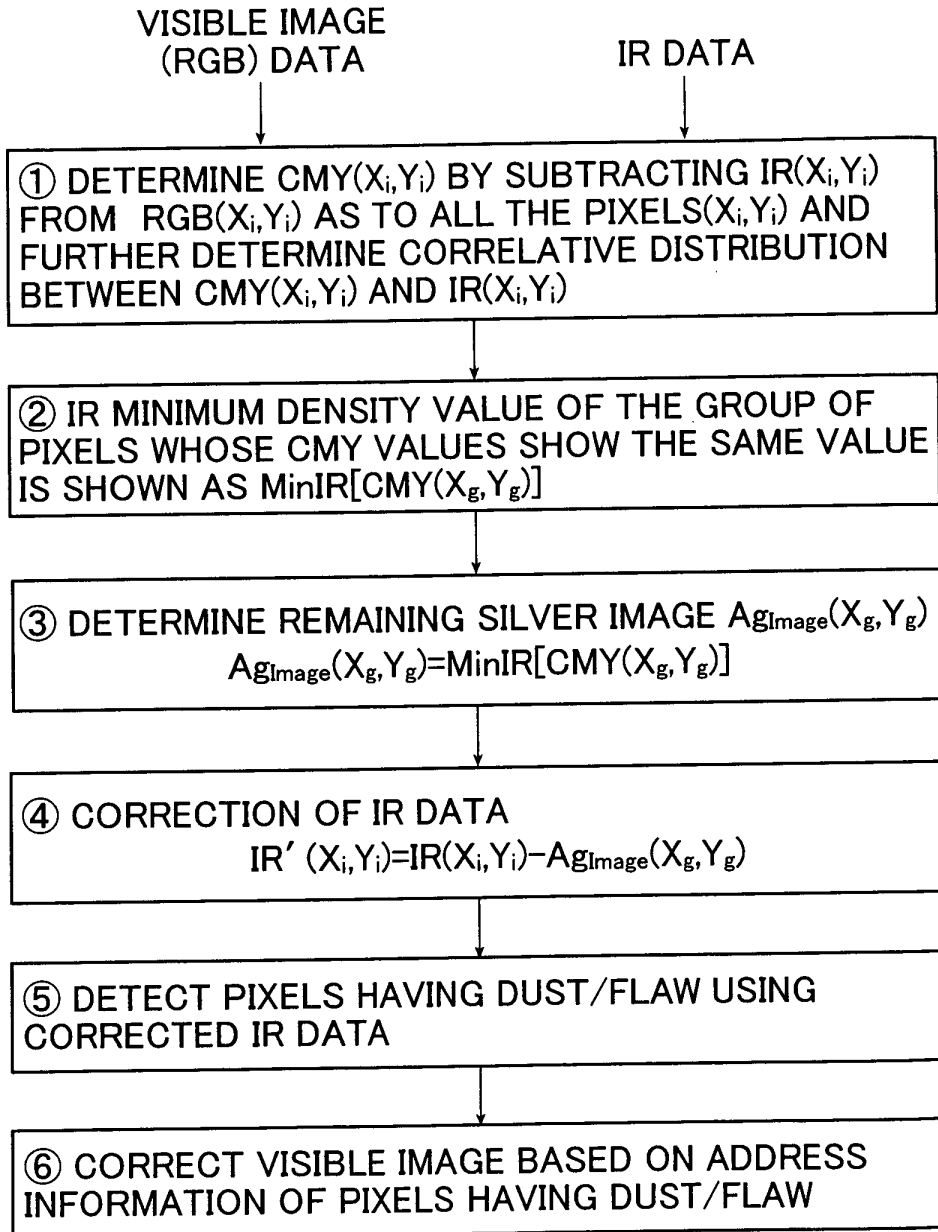 VISIBLE IMAGE
(RGB) DATA
IR DATA
① DETERMINE CMY(Xi,Yi) BY SUBTRACTING IR(Xi,Yi)
FROM RGB(Xi,Yi) AS TO ALL THE PIXELS(Xi,Yi) AND
FURTHER DETERMINE CORRELATIVE DISTRIBUTION
BETWEEN CMY(Xi,Yi) AND IR(Xi,Yi)
② IR MINIMUM DENSITY VALUE OF THE GROUP OF
PIXELS WHOSE CMY VALUES SHOW THE SAME VALUE
IS SHOWN AS MinIR[CMY(Xg,Yg)]
③ DETERMINE REMAINING SILVER IMAGE AgImage(Xg,Yg)
AgImage(Xg,Yg)=MinIR[CMY(Xg,Yg)]
④ CORRECTION OF IR DATA
IR′ (Xi,Yi)=IR(Xi,Yi)−AgImage(Xg,Yg)
⑤ DETECT PIXELS HAVING DUST/FLAW USING
CORRECTED IR DATA
⑥ CORRECT VISIBLE IMAGE BASED ON ADDRESS
INFORMATION OF PIXELS HAVING DUST/FLAW